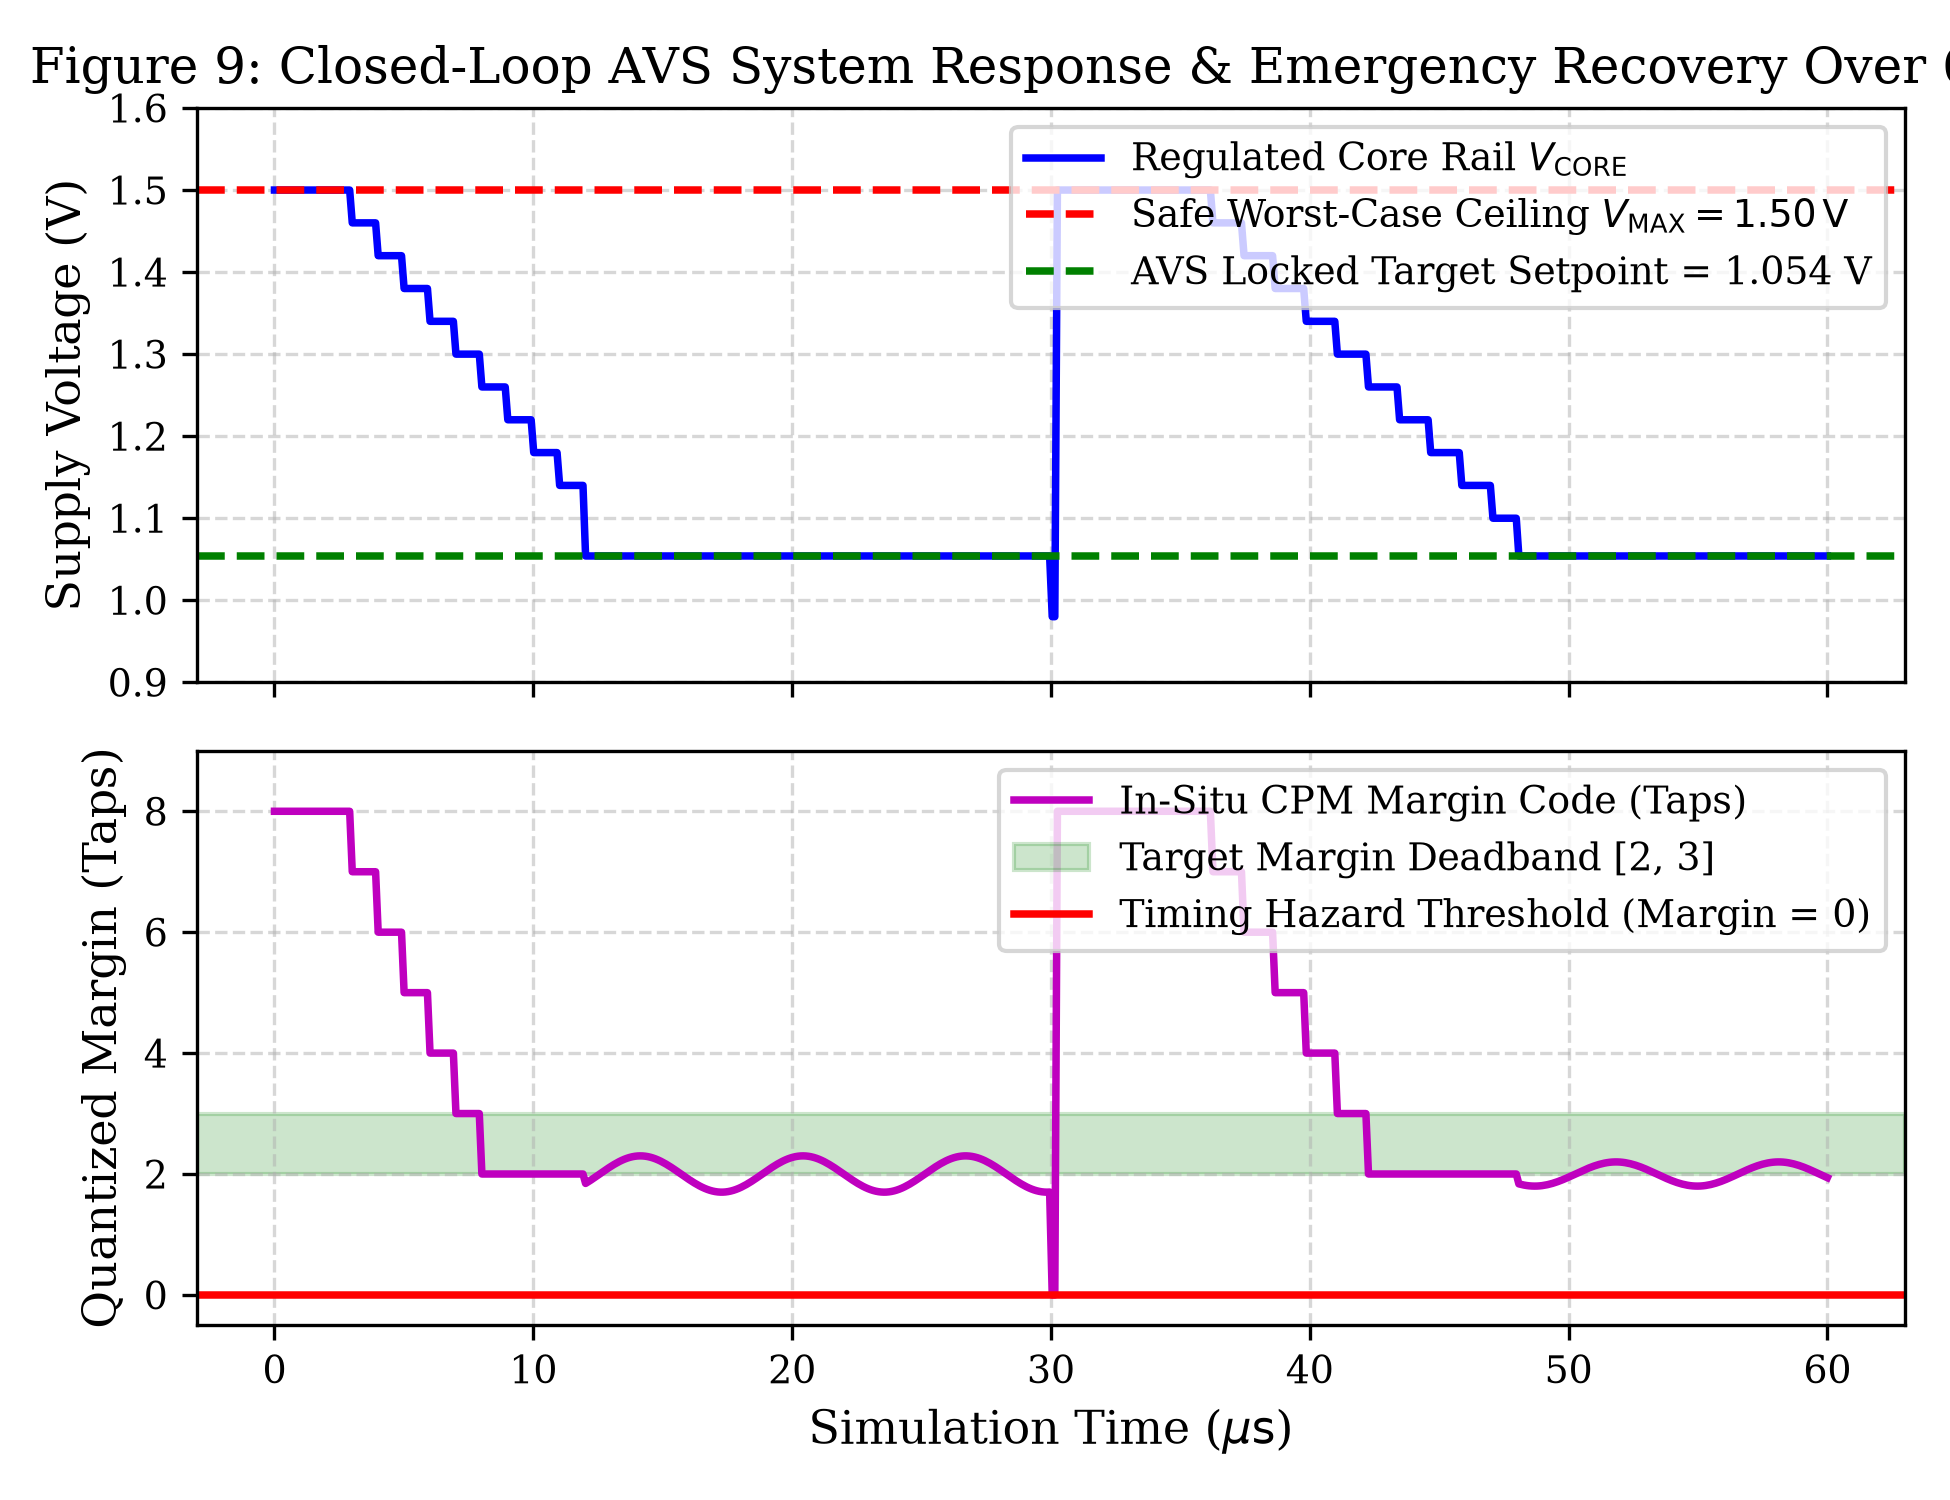 Figure 9: Closed-Loop AVS System Response & Emergency Recovery Over
1.6
1.5
1.4
1.3
1.2
1.1
1.0
0.9
Supply Voltage (V)
Regulated Core Rail V_CORE
Safe Worst-Case Ceiling V_MAX = 1.50 V
AVS Locked Target Setpoint = 1.054 V
8
6
4
2
0
Quantized Margin (Taps)
In-Situ CPM Margin Code (Taps)
Target Margin Deadband [2, 3]
Timing Hazard Threshold (Margin = 0)
0 10 20 30 40 50 60
Simulation Time (μs)